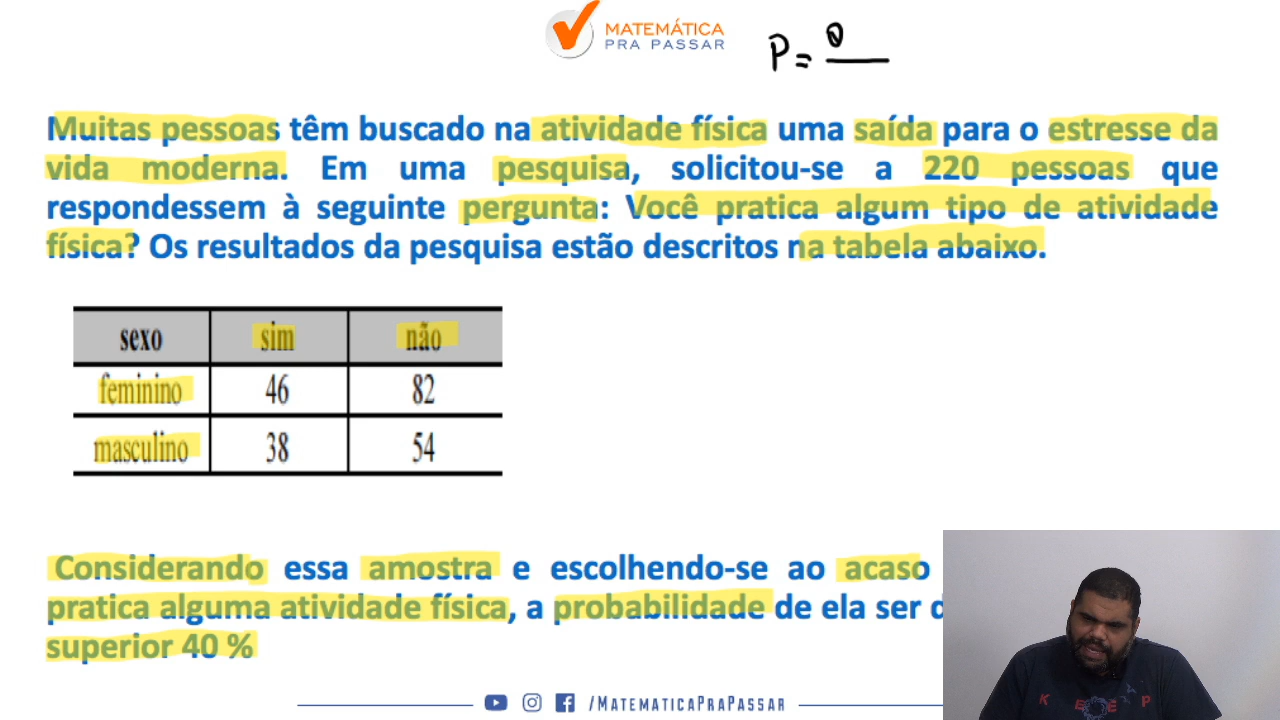 MATEMÁTICA
PRA PASSAR
P=
Muitas pessoas têm buscado na atividade física uma saída para o estresse da
vida moderna. Em uma pesquisa, solicitou-se a 220 pessoas que
respondessem à seguinte pergunta: Você pratica algum tipo de atividade
física? Os resultados da pesquisa estão descritos na tabela abaixo.
sexo sim não
feminino 46 82
masculino 38 54
Considerando essa amostra e escolhendo-se ao acaso
pratica alguma atividade física, a probabilidade de ela ser
superior 40 %
/MATEMATICAPRAPASSAR
K E E P